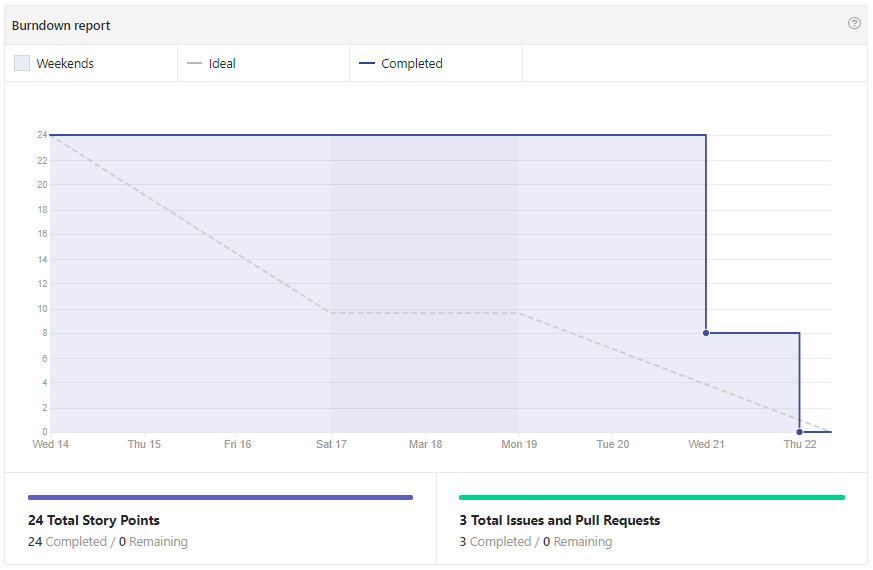 Burndown report
?
Weekends
Ideal
Completed
24
22
20
18
16
14
12
10
8
6
4
2
0
Wed 14 Thu 15 Fri 16 Sat 17 Mar 18 Mon 19 Tue 20 Wed 21 Thu 22
24 Total Story Points
24 Completed / 0 Remaining
3 Total Issues and Pull Requests
3 Completed / 0 Remaining